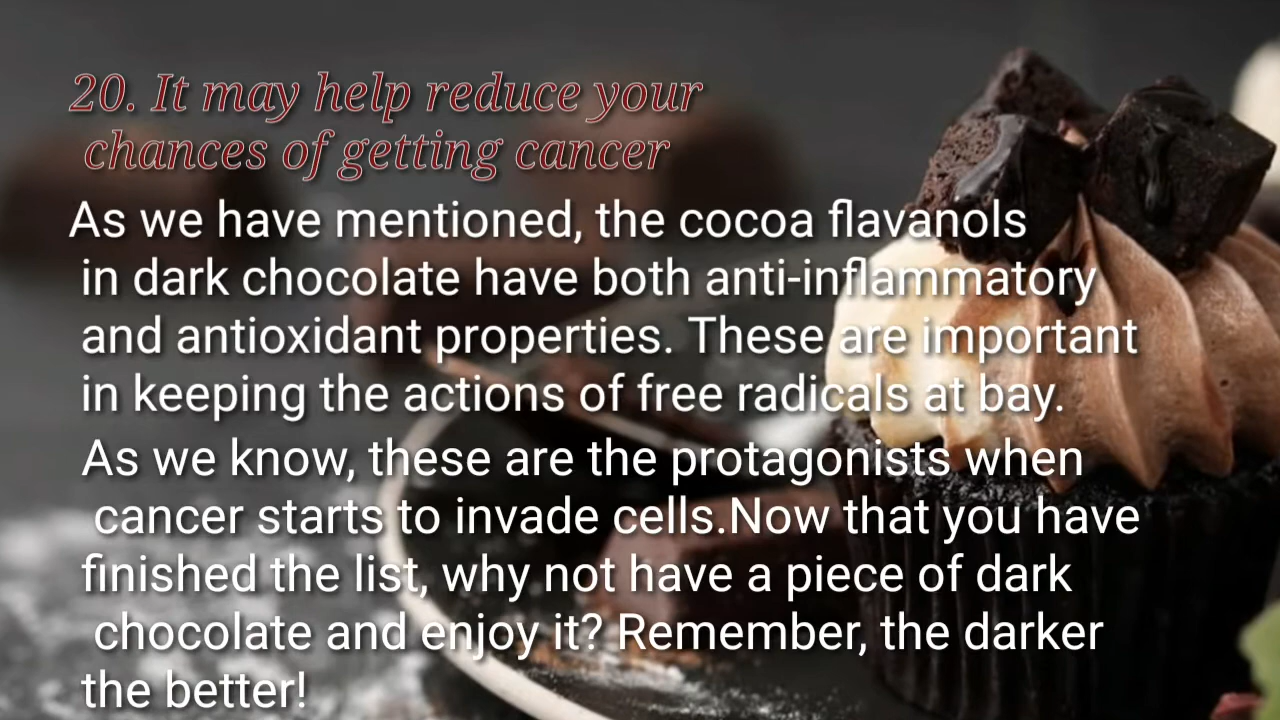 20. It may help reduce your
chances of getting cancer
As we have mentioned, the cocoa flavanols
in dark chocolate have both anti-inflammatory
and antioxidant properties. These are important
in keeping the actions of free radicals at bay.
As we know, these are the protagonists when
cancer starts to invade cells.Now that you have
finished the list, why not have a piece of dark
chocolate and enjoy it? Remember, the darker
the better!